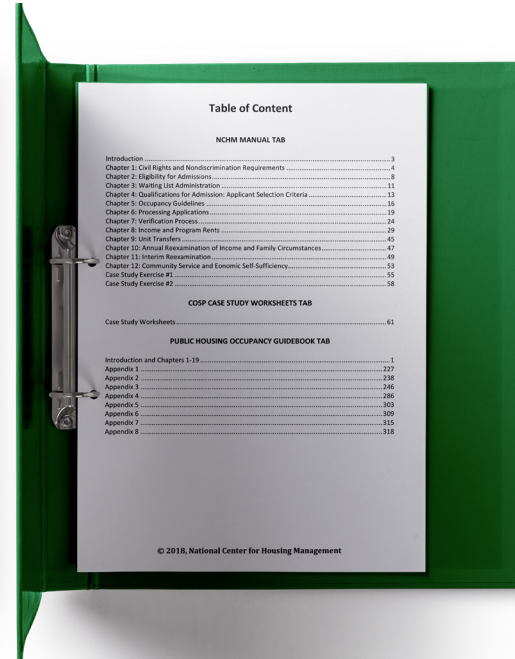 Table of Content
NCHM MANUAL TAB
Introduction ........ 3
Chapter 1: Civil Rights and Nondiscrimination Requirements ........ 4
Chapter 2: Eligibility for Admissions ........ 8
Chapter 3: Waiting List Administration ........ 11
Chapter 4: Qualifications for Admission: Applicant Selection Criteria ........ 13
Chapter 5: Occupancy Guidelines ........ 16
Chapter 6: Processing Applications ........ 19
Chapter 7: Verification Process ........ 24
Chapter 8: Income and Program Rents ........ 29
Chapter 9: Unit Transfers ........ 45
Chapter 10: Annual Reexamination of Income and Family Circumstances ........ 47
Chapter 11: Interim Reexamination ........ 49
Chapter 12: Community Service and Eonomic Self-Sufficiency ........ 53
Case Study Exercise #1 ........ 55
Case Study Exercise #2 ........ 58
COSP CASE STUDY WORKSHEETS TAB
Case Study Worksheets ........ 61
PUBLIC HOUSING OCCUPANCY GUIDEBOOK TAB
Introduction and Chapters 1-19 ........ 1
Appendix 1 ........ 227
Appendix 2 ........ 238
Appendix 3 ........ 246
Appendix 4 ........ 286
Appendix 5 ........ 303
Appendix 6 ........ 309
Appendix 7 ........ 315
Appendix 8 ........ 318
© 2018, National Center for Housing Management